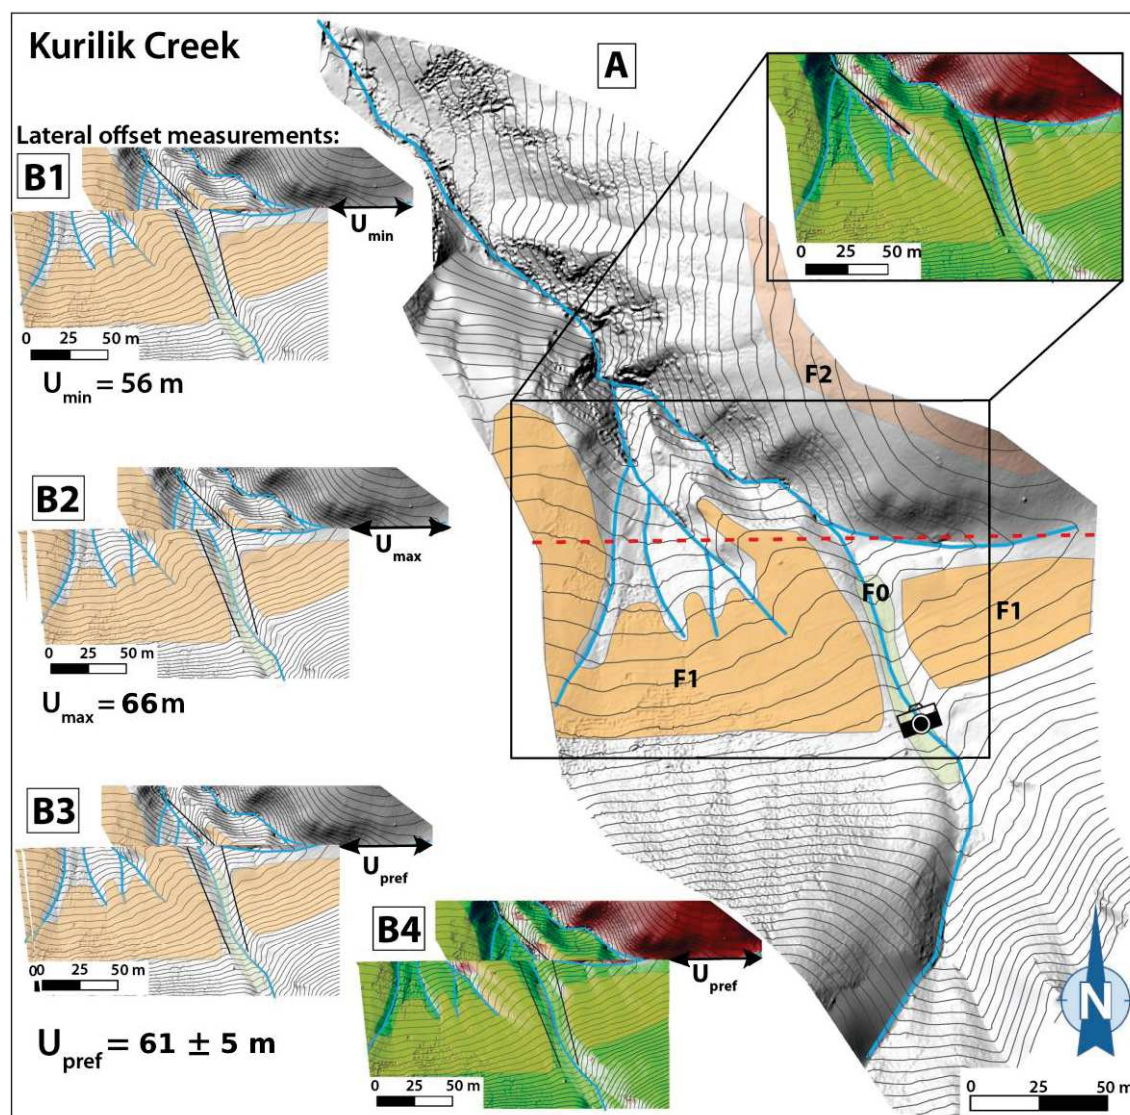 Kurilik Creek
A
Lateral offset measurements:
B1
U min
0 25 50 m
U min = 56 m
0 25 50 m
F2
B2
U max
0 25 50 m
U max = 66 m
F0
F1
F1
B3
U pref
0 25 50 m
U pref = 61 ± 5 m
B4
U pref
0 25 50 m
N
0 25 50 m